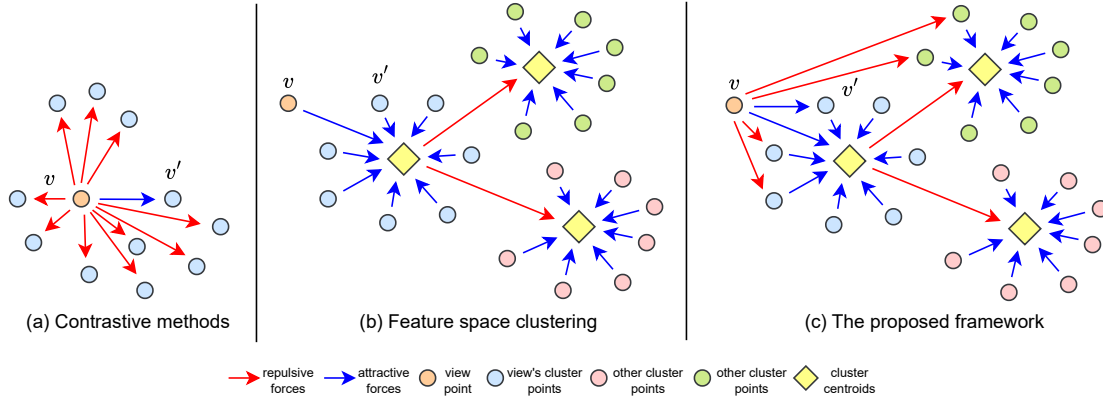 v
v′
(a) Contrastive methods
v
v′
(b) Feature space clustering
v
v′
(c) The proposed framework
repulsive
forces
attractive
forces
view
point
view's cluster
points
other cluster
points
other cluster
points
cluster
centroids